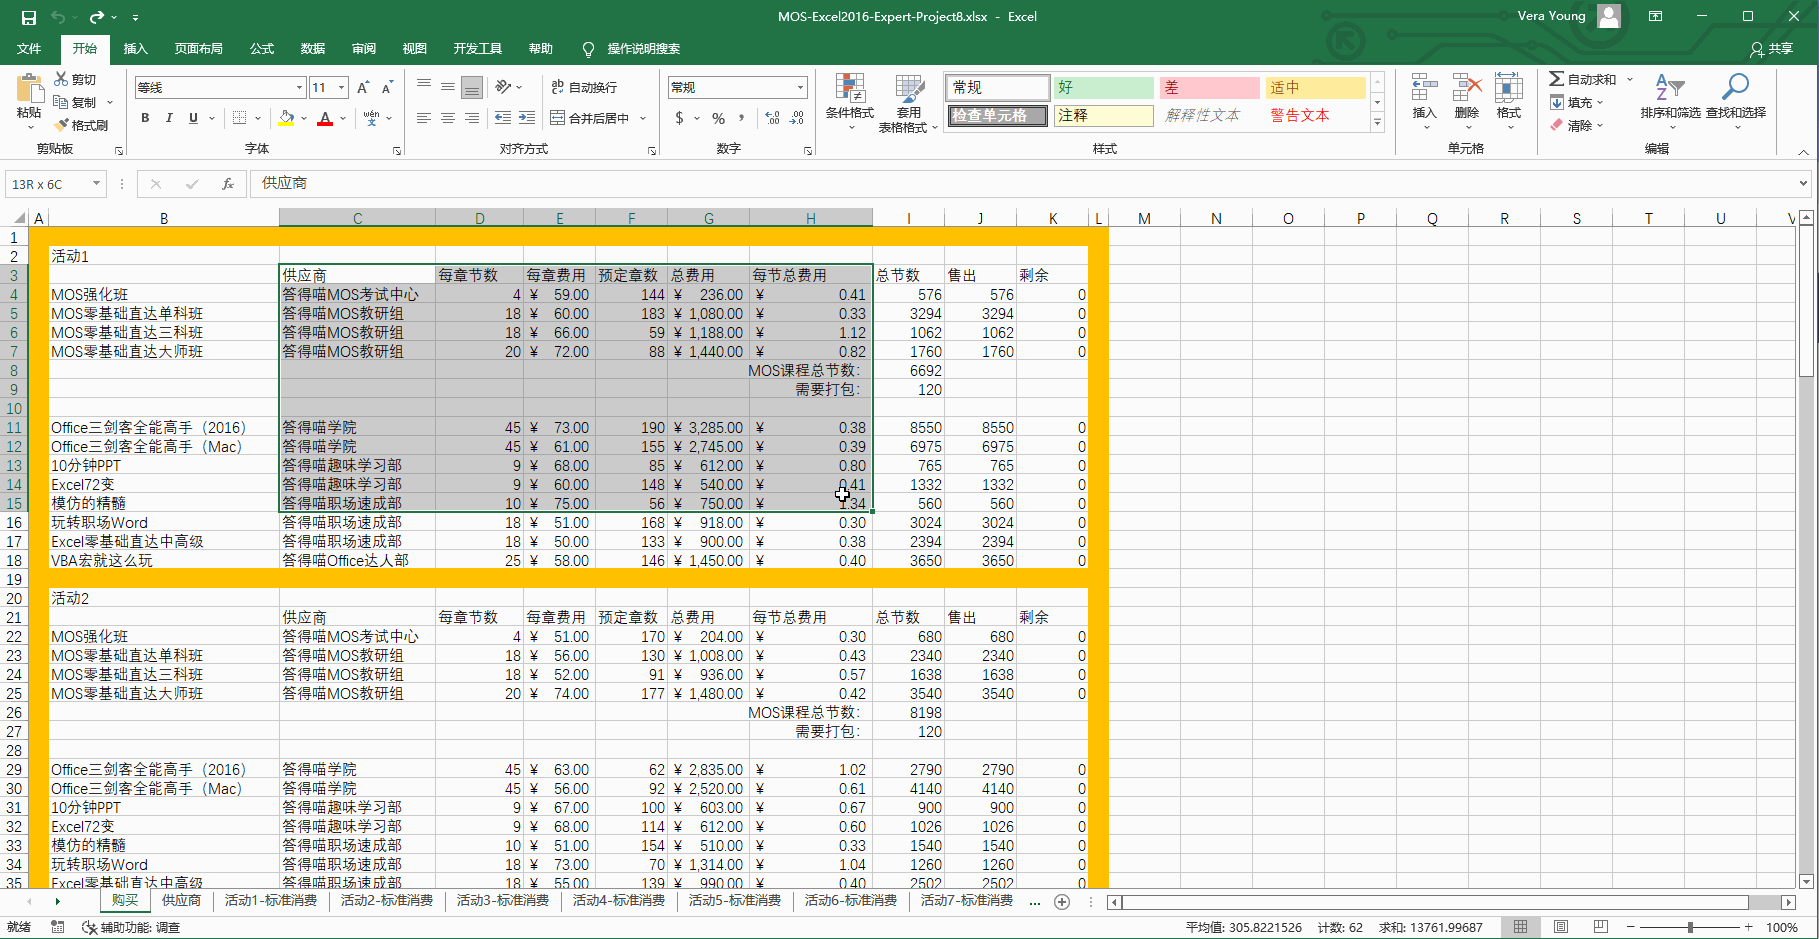 MOS-Excel2016-Expert-Project8.xlsx - Excel
Vera Young
文件 开始 插入 页面布局 公式 数据 审阅 视图 开发工具 帮助 操作说明搜索 共享
粘贴 剪切 复制 格式刷 剪贴板
等线 11 B I U A wén 字体
ab 自动换行 合并后居中 对齐方式
常规 $ % 数字
条件格式 套用表格格式
常规 好 差 适中
检查单元格 注释 解释性文本 警告文本
样式
插入 删除 格式 单元格
自动求和 填充 清除 排序和筛选 查找和选择 编辑
13R x 6C fx 供应商
A B C D E F G H I J K L M N O P Q R S T U V
1
2 活动1
3 供应商 每章节数 每章费用 预定章数 总费用 每节总费用 总节数 售出 剩余
4 MOS强化班 答得喵MOS考试中心 4 ¥ 59.00 144 ¥ 236.00 ¥ 0.41 576 576 0
5 MOS零基础直达单科班 答得喵MOS教研组 18 ¥ 60.00 183 ¥ 1,080.00 ¥ 0.33 3294 3294 0
6 MOS零基础直达三科班 答得喵MOS教研组 18 ¥ 66.00 59 ¥ 1,188.00 ¥ 1.12 1062 1062 0
7 MOS零基础直达大师班 答得喵MOS教研组 20 ¥ 72.00 88 ¥ 1,440.00 ¥ 0.82 1760 1760 0
8 MOS课程总节数： 6692
9 需要打包： 120
10
11 Office三剑客全能高手（2016） 答得喵学院 45 ¥ 73.00 190 ¥ 3,285.00 ¥ 0.38 8550 8550 0
12 Office三剑客全能高手（Mac） 答得喵学院 45 ¥ 61.00 155 ¥ 2,745.00 ¥ 0.39 6975 6975 0
13 10分钟PPT 答得喵趣味学习部 9 ¥ 68.00 85 ¥ 612.00 ¥ 0.80 765 765 0
14 Excel72变 答得喵趣味学习部 9 ¥ 60.00 148 ¥ 540.00 ¥ 0.41 1332 1332 0
15 模仿的精髓 答得喵职场速成部 10 ¥ 75.00 56 ¥ 750.00 ¥ 1.34 560 560 0
16 玩转职场Word 答得喵职场速成部 18 ¥ 51.00 168 ¥ 918.00 ¥ 0.30 3024 3024 0
17 Excel零基础直达中高级 答得喵职场速成部 18 ¥ 50.00 133 ¥ 900.00 ¥ 0.38 2394 2394 0
18 VBA宏就这么玩 答得喵Office达人部 25 ¥ 58.00 146 ¥ 1,450.00 ¥ 0.40 3650 3650 0
19
20 活动2
21 供应商 每章节数 每章费用 预定章数 总费用 每节总费用 总节数 售出 剩余
22 MOS强化班 答得喵MOS考试中心 4 ¥ 51.00 170 ¥ 204.00 ¥ 0.30 680 680 0
23 MOS零基础直达单科班 答得喵MOS教研组 18 ¥ 56.00 130 ¥ 1,008.00 ¥ 0.43 2340 2340 0
24 MOS零基础直达三科班 答得喵MOS教研组 18 ¥ 52.00 91 ¥ 936.00 ¥ 0.57 1638 1638 0
25 MOS零基础直达大师班 答得喵MOS教研组 20 ¥ 74.00 177 ¥ 1,480.00 ¥ 0.42 3540 3540 0
26 MOS课程总节数： 8198
27 需要打包： 120
28
29 Office三剑客全能高手（2016） 答得喵学院 45 ¥ 63.00 62 ¥ 2,835.00 ¥ 1.02 2790 2790 0
30 Office三剑客全能高手（Mac） 答得喵学院 45 ¥ 56.00 92 ¥ 2,520.00 ¥ 0.61 4140 4140 0
31 10分钟PPT 答得喵趣味学习部 9 ¥ 67.00 100 ¥ 603.00 ¥ 0.67 900 900 0
32 Excel72变 答得喵趣味学习部 9 ¥ 68.00 114 ¥ 612.00 ¥ 0.60 1026 1026 0
33 模仿的精髓 答得喵职场速成部 10 ¥ 51.00 154 ¥ 510.00 ¥ 0.33 1540 1540 0
34 玩转职场Word 答得喵职场速成部 18 ¥ 73.00 70 ¥ 1,314.00 ¥ 1.04 1260 1260 0
35 Excel零基础直达中高级 答得喵职场速成部 18 ¥ 55.00 139 ¥ 990.00 ¥ 0.40 2502 2502 0
购买 供应商 活动1-标准消费 活动2-标准消费 活动3-标准消费 活动4-标准消费 活动5-标准消费 活动6-标准消费 活动7-标准消费 ...
就绪 辅助功能: 调查 平均值: 305.8221526 计数: 62 求和: 13761.99687 100%